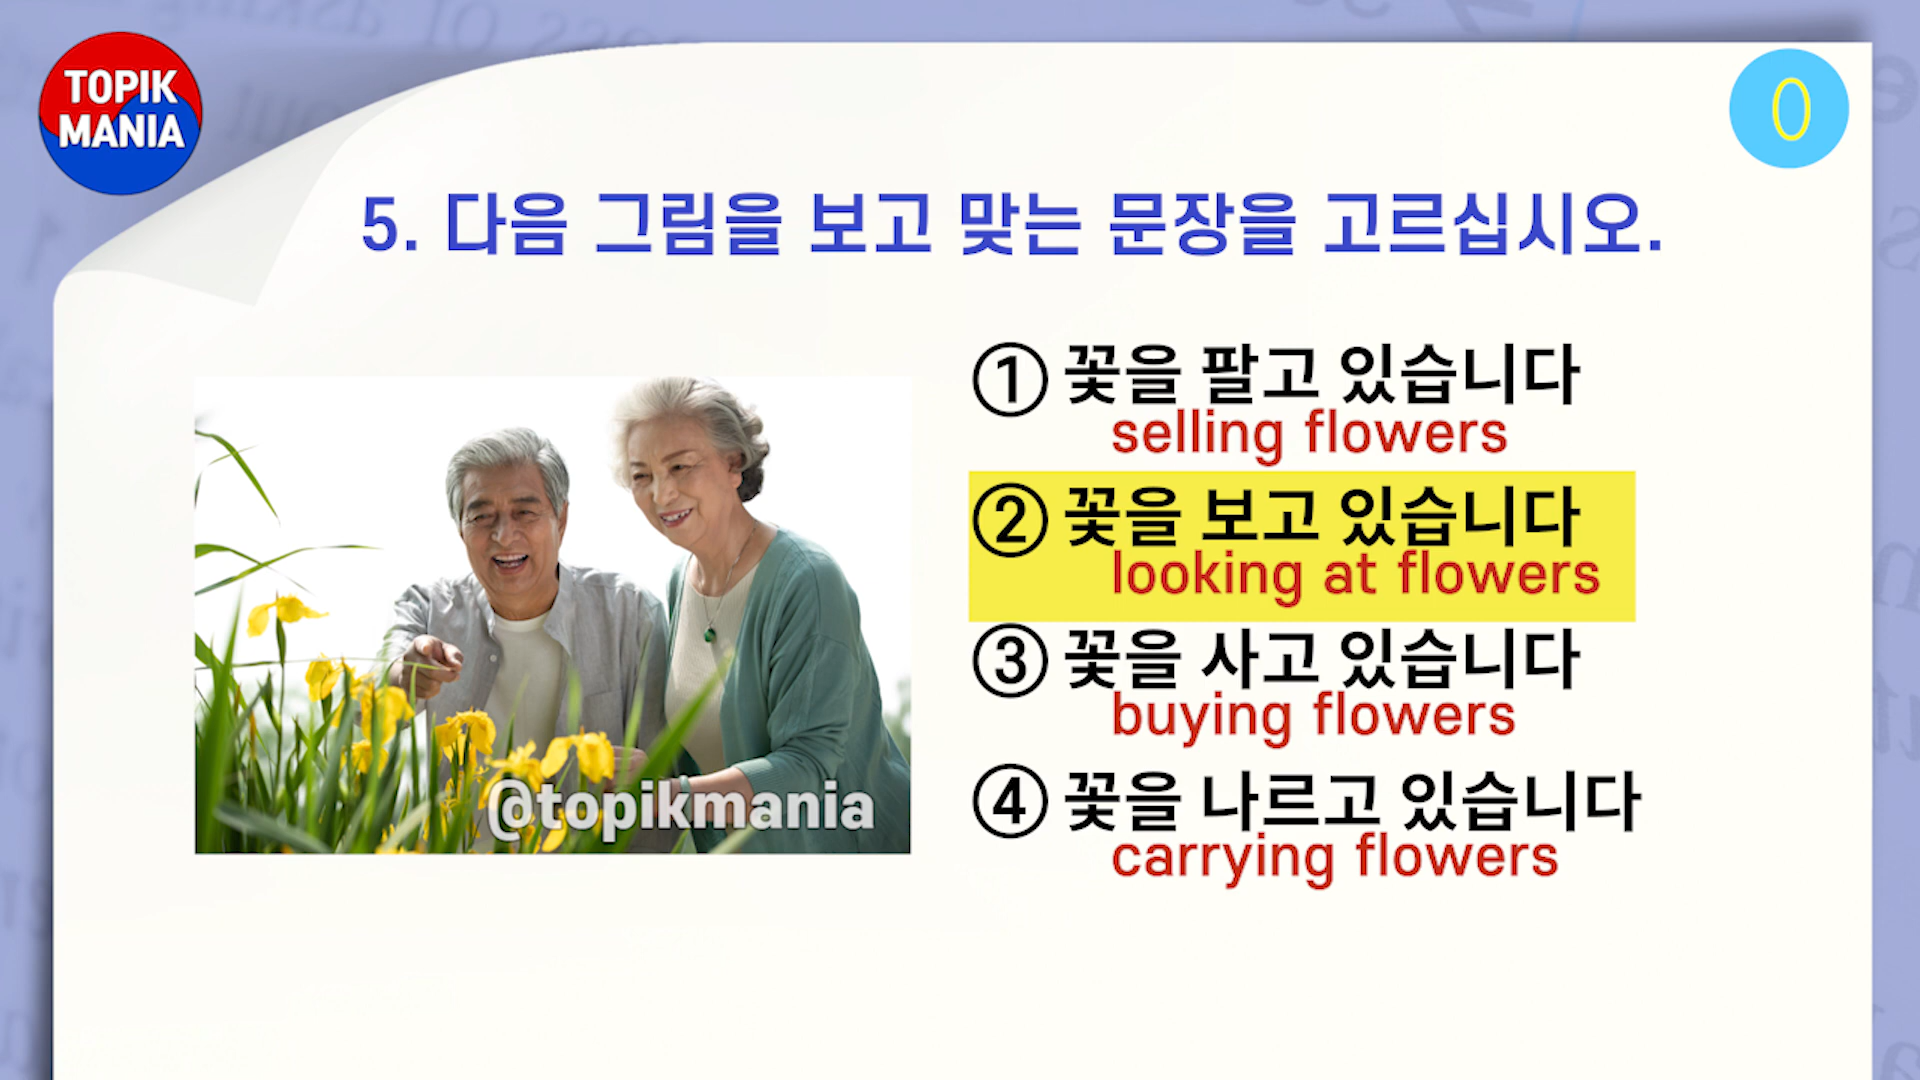 TOPIK
MANIA
0
5. 다음 그림을 보고 맞는 문장을 고르십시오.
① 꽃을 팔고 있습니다
selling flowers
② 꽃을 보고 있습니다
looking at flowers
③ 꽃을 사고 있습니다
buying flowers
④ 꽃을 나르고 있습니다
carrying flowers
@topikmania